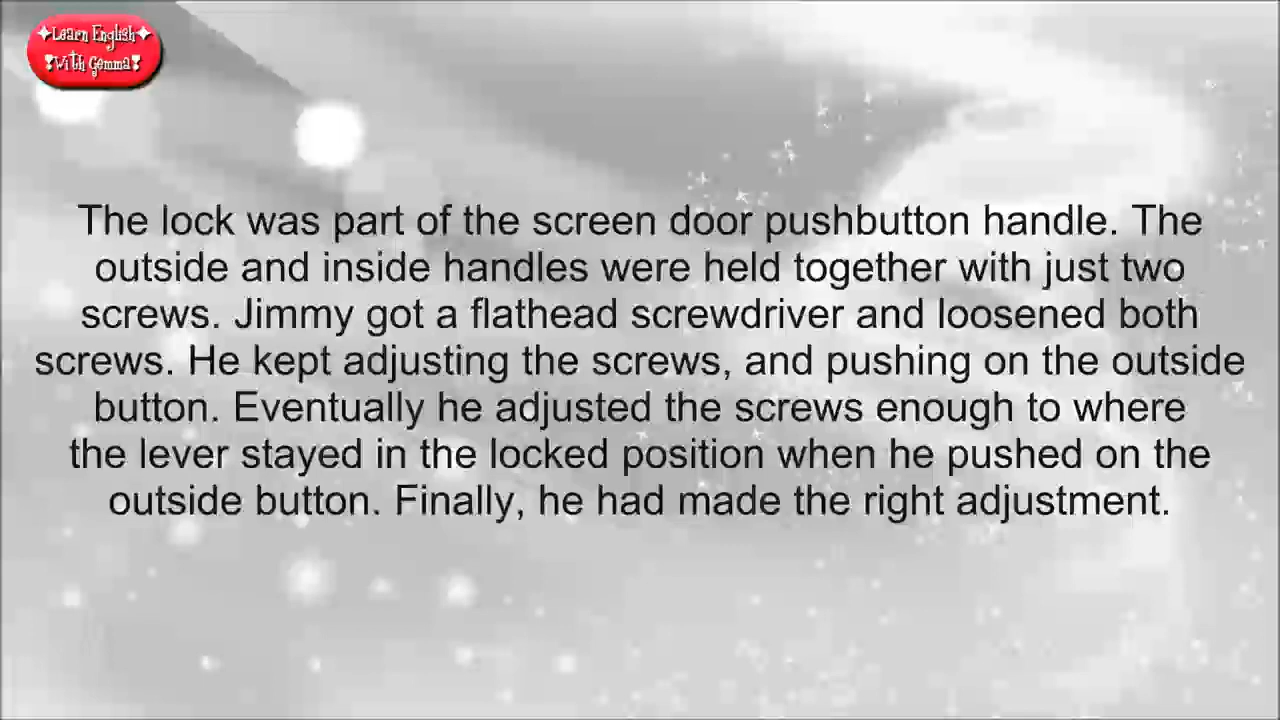 ✦Learn English✦
❣With Gemma❣
The lock was part of the screen door pushbutton handle. The
outside and inside handles were held together with just two
screws. Jimmy got a flathead screwdriver and loosened both
screws. He kept adjusting the screws, and pushing on the outside
button. Eventually he adjusted the screws enough to where
the lever stayed in the locked position when he pushed on the
outside button. Finally, he had made the right adjustment.